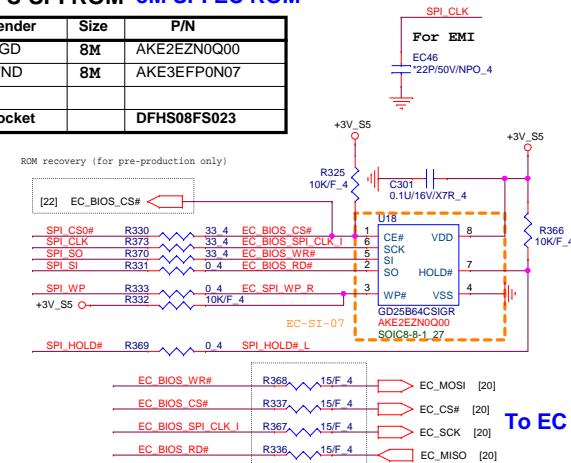 SPI ROM 8M SPI EC ROM
ender Size P/N
GD 8M AKE2EZN0Q00
ND 8M AKE3EFP0N07
ocket DFHS08FS023
SPI_CLK
For EMI
EC46
*22P/50V/NPO_4
ROM recovery (for pre-production only)
[22] EC_BIOS_CS#
+3V_S5
R325
10K/F_4
C301
0.1U/16V/X7R_4
+3V_S5
R366
10K/F_4
SPI_CS0# R330 33_4 EC_BIOS_CS#
SPI_CLK R373 33_4 EC_BIOS_SPI_CLK_I
SPI_SO R370 33_4 EC_BIOS_WR#
SPI_SI R331 0_4 EC_BIOS_RD#
SPI_WP R333 0_4 EC_SPI_WP_R
+3V_S5 R332 10K/F_4
U18
1 CE# VDD 8
6 SCK
5 SI
2 SO HOLD# 7
3 WP# VSS 4
GD25B64CSIGR
AKE2EZN0Q00
SOIC8-8-1_27
EC-SI-07
SPI_HOLD# R369 0_4 SPI_HOLD#_L
EC_BIOS_WR# R368 15/F_4 EC_MOSI [20]
EC_BIOS_CS# R337 15/F_4 EC_CS# [20]
EC_BIOS_SPI_CLK_I R367 15/F_4 EC_SCK [20]
EC_BIOS_RD# R336 15/F_4 EC_MISO [20]
To EC